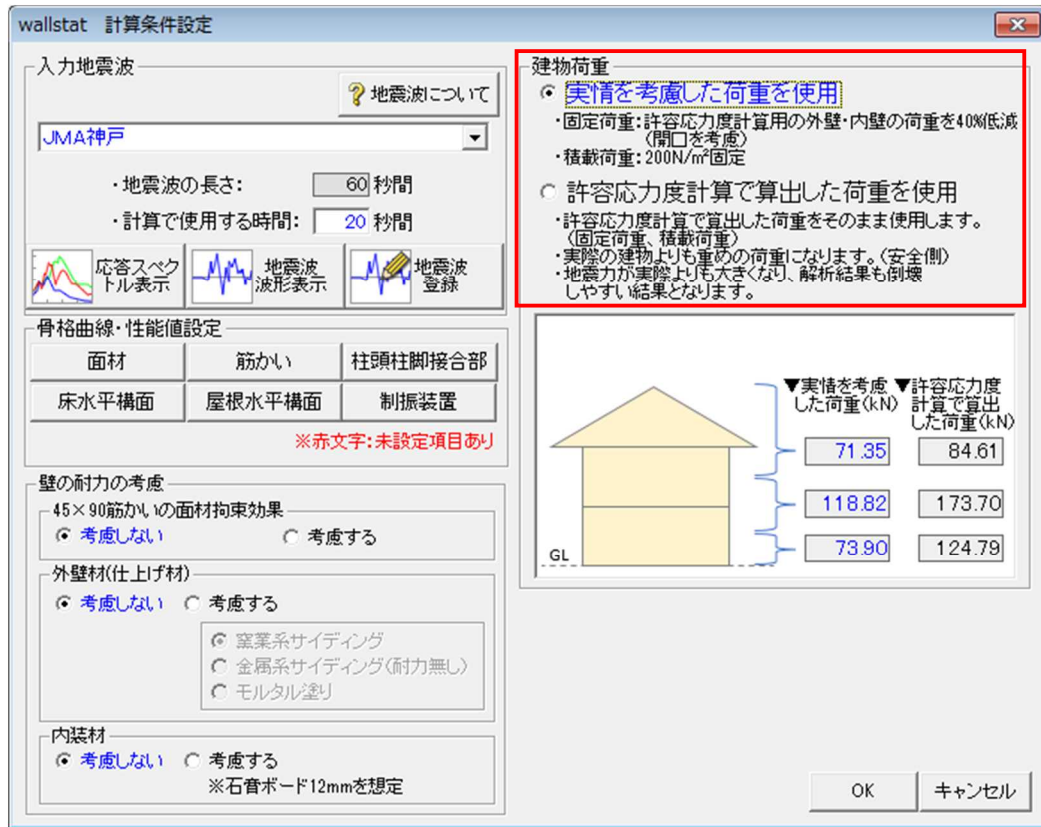 wallstat 計算条件設定
入力地震波
地震波について
JMA神戸
・地震波の長さ: 60 秒間
・計算で使用する時間: 20 秒間
応答スペク
トル表示
地震波
波形表示
地震波
登録
骨格曲線・性能値設定
面材
筋かい
柱頭柱脚接合部
床水平構面
屋根水平構面
制振装置
※赤文字:未設定項目あり
壁の耐力の考慮
45×90筋かいの面材拘束効果
考慮しない
考慮する
外壁材(仕上げ材)
考慮しない
考慮する
窯業系サイディング
金属系サイディング(耐力無し)
モルタル塗り
内装材
考慮しない
考慮する
※石膏ボード12mmを想定
建物荷重
実情を考慮した荷重を使用
・固定荷重:許容応力度計算用の外壁・内壁の荷重を40%低減
(開口を考慮)
・積載荷重:200N/㎡固定
許容応力度計算で算出した荷重を使用
・許容応力度計算で算出した荷重をそのまま使用します。
(固定荷重、積載荷重)
・実際の建物よりも重めの荷重になります。(安全側)
・地震力が実際よりも大きくなり、解析結果も倒壊
しやすい結果となります。
▼実情を考慮
した荷重(kN)
▼許容応力度
計算で算出
した荷重(kN)
71.35
84.61
118.82
173.70
73.90
124.79
GL
OK
キャンセル